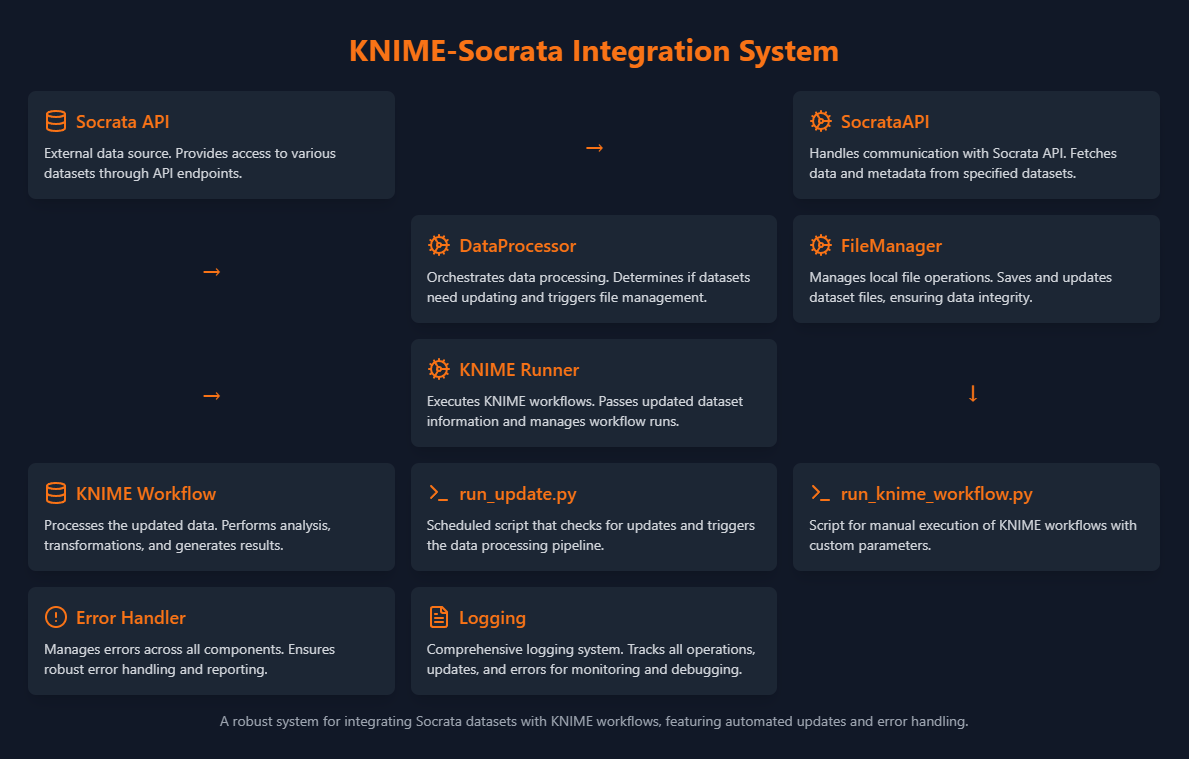 KNIME-Socrata Integration System
Socrata API
External data source. Provides access to various
datasets through API endpoints.
→
SocrataAPI
Handles communication with Socrata API. Fetches
data and metadata from specified datasets.
→
DataProcessor
Orchestrates data processing. Determines if datasets
need updating and triggers file management.
FileManager
Manages local file operations. Saves and updates
dataset files, ensuring data integrity.
→
KNIME Runner
Executes KNIME workflows. Passes updated dataset
information and manages workflow runs.
↓
KNIME Workflow
Processes the updated data. Performs analysis,
transformations, and generates results.
run_update.py
Scheduled script that checks for updates and triggers
the data processing pipeline.
run_knime_workflow.py
Script for manual execution of KNIME workflows with
custom parameters.
Error Handler
Manages errors across all components. Ensures
robust error handling and reporting.
Logging
Comprehensive logging system. Tracks all operations,
updates, and errors for monitoring and debugging.
A robust system for integrating Socrata datasets with KNIME workflows, featuring automated updates and error handling.